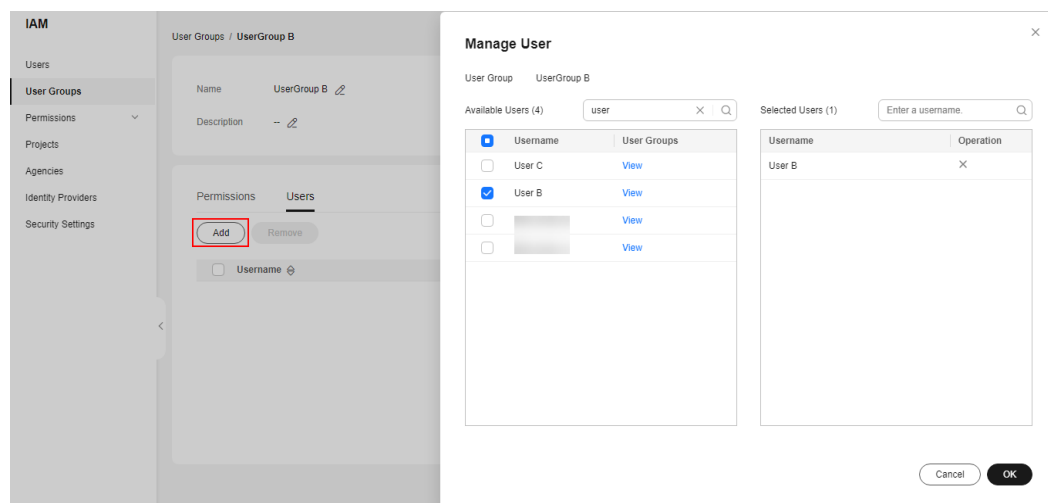 IAM
Users
User Groups
Permissions
Projects
Agencies
Identity Providers
Security Settings
User Groups / UserGroup B
Name UserGroup B
Description --
Permissions Users
Add Remove
Username
Manage User
User Group UserGroup B
Available Users (4) user
Username User Groups
User C View
User B View
View
View
Selected Users (1) Enter a username.
Username Operation
User B
Cancel OK